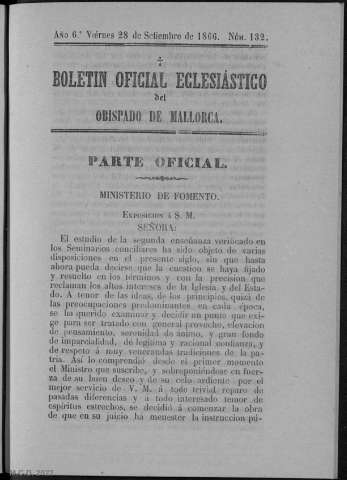 Año 6.º Viérnes 28 de Setiembre de 1866. Núm. 132.
BOLETIN OFICIAL ECLESIÁSTICO
del
OBISPADO DE MALLORCA.
PARTE OFICIAL.
MINISTERIO DE FOMENTO.
EXPOSICION Á S. M.
SEÑORA:
El estudio de la segunda enseñanza verificado en
los Seminarios conciliares ha sido objeto de varias
disposiciones en el presente siglo, sin que hasta
ahora pueda decirse que la cuestion se haya fijado
y resuelto en los términos y con la precision que
reclaman los altos intereses de la Iglesia y del Esta-
do. A tenor de las ideas, de los principios, quizá de
las preocupaciones predominantes en cada época,
se ha querido examinar y decidir un punto que exi-
ge para ser tratado con general provecho, elevacion
de pensamiento, serenidad de ánimo, y gran fondo
de imparcialidad, de legítima y racional confianza, y
de respeto á muy venerandas tradiciones de la pa-
tria. Así lo comprendió desde el primer momento
el Ministro que suscribe, y sobreponiéndose en fuer-
za de su buen deseo y de su celo ardiente por el
mejor servicio de V. M. á todo trivial reparo de
pasadas diferencias y á todo interesado temor de
espíritus estrechos, se decidió á comenzar la obra
de que en su juicio ha menester la instruccion pú-